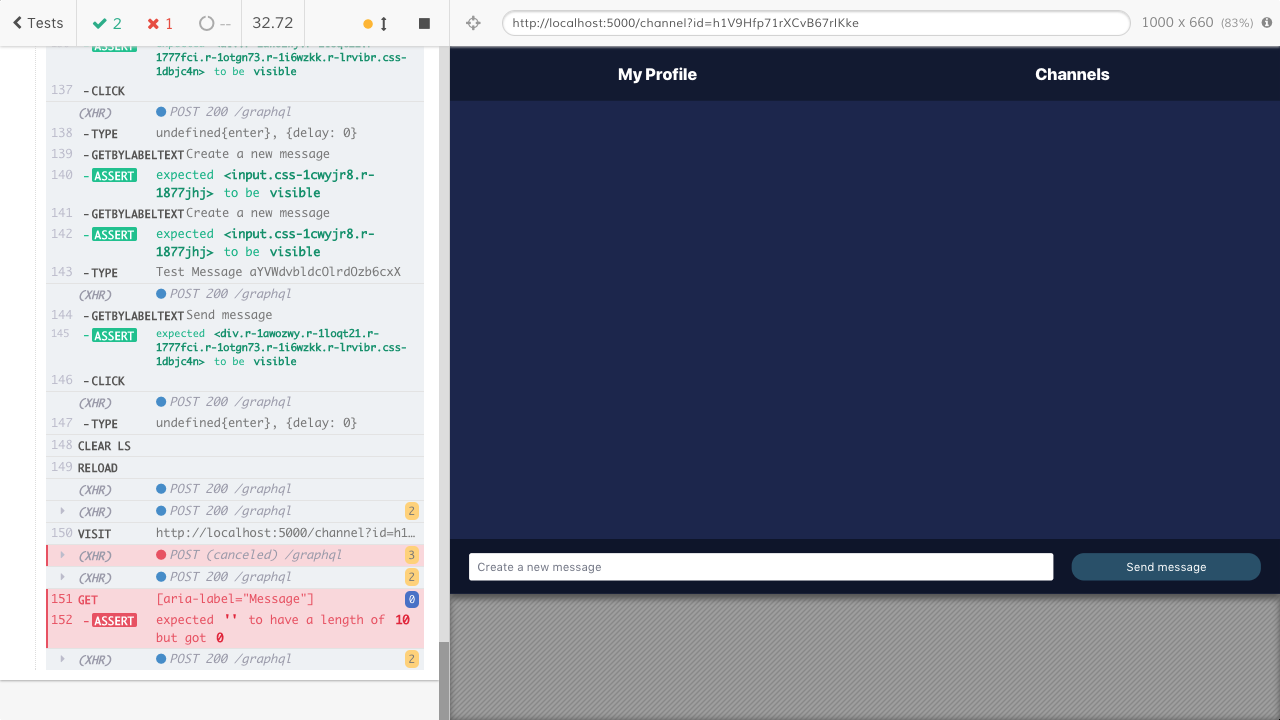 Tests 2 1 -- 32.72
http://localhost:5000/channel?id=h1V9Hfp71rXCvB67rIKke 1000 x 660 (83%)
ASSERT
1777fci.r-1otgn73.r-1i6wzkk.r-lrvibr.css-
1dbjc4n> to be visible
137 -CLICK
(XHR) POST 200 /graphql
138 -TYPE undefined{enter}, {delay: 0}
139 -GETBYLABELTEXT Create a new message
140 -ASSERT expected <input.css-1cwyjr8.r-
1877jhj> to be visible
141 -GETBYLABELTEXT Create a new message
142 -ASSERT expected <input.css-1cwyjr8.r-
1877jhj> to be visible
143 -TYPE Test Message aYVWdvbldcOlrdOzb6cxX
(XHR) POST 200 /graphql
144 -GETBYLABELTEXT Send message
145 -ASSERT expected <div.r-1awozwy.r-1loqt21.r-
1777fci.r-1otgn73.r-1i6wzkk.r-lrvibr.css-
1dbjc4n> to be visible
146 -CLICK
(XHR) POST 200 /graphql
147 -TYPE undefined{enter}, {delay: 0}
148 CLEAR LS
149 RELOAD
(XHR) POST 200 /graphql
(XHR) POST 200 /graphql 2
150 VISIT http://localhost:5000/channel?id=h1…
(XHR) POST (canceled) /graphql 3
(XHR) POST 200 /graphql 2
151 GET [aria-label="Message"] 0
152 -ASSERT expected '' to have a length of 10
but got 0
(XHR) POST 200 /graphql 2
My Profile Channels
Create a new message Send message